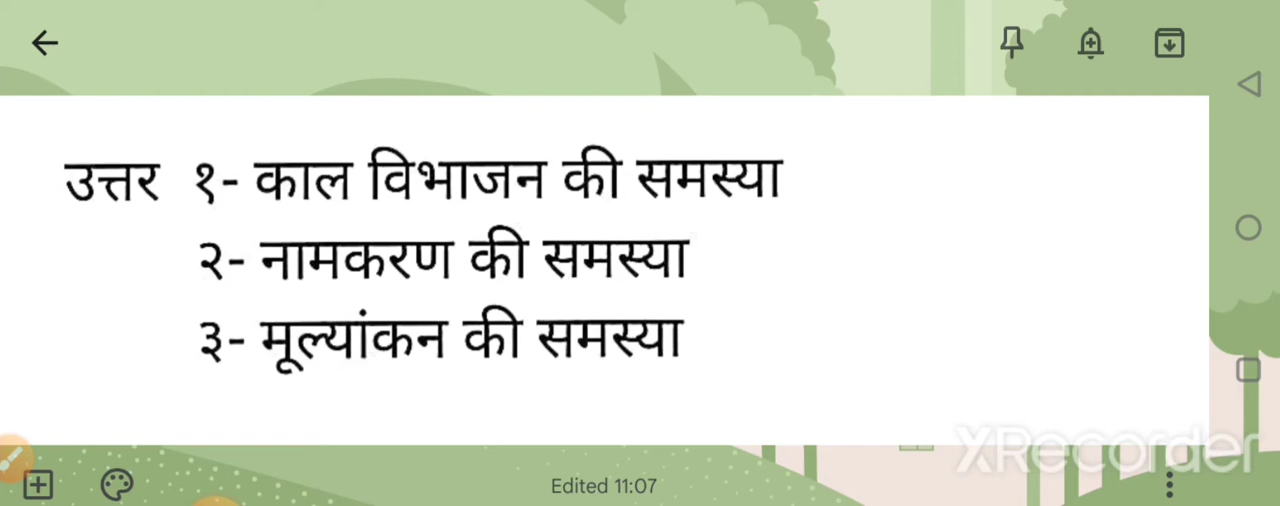 उत्तर १- काल विभाजन की समस्या
२- नामकरण की समस्या
३- मूल्यांकन की समस्या
XRecorder
Edited 11:07